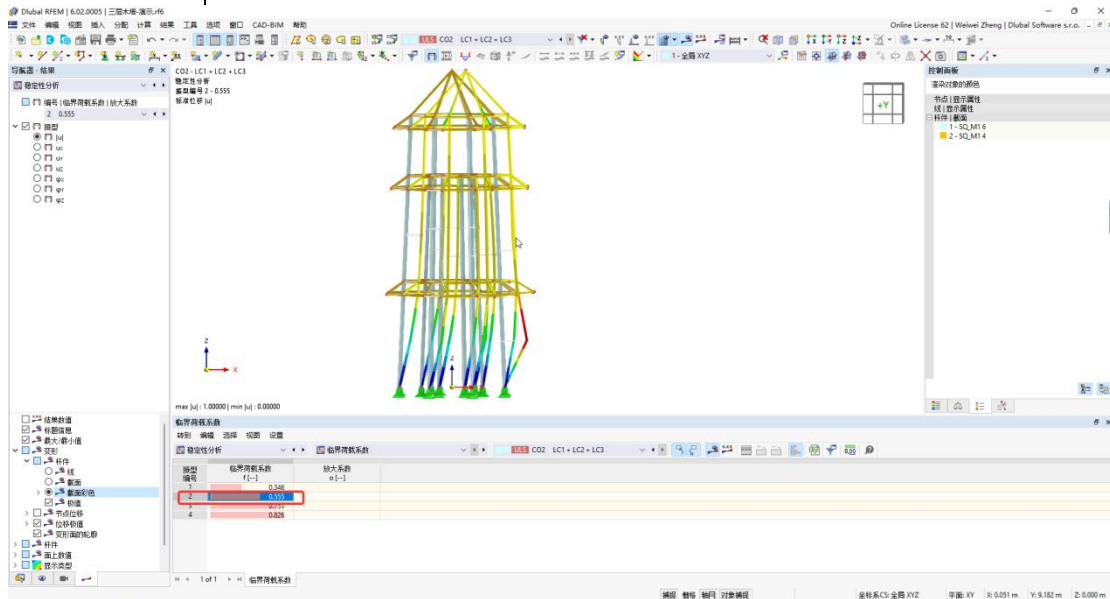 Dlubal RFEM | 6.02.0005 | 三层木塔-演示.rf6
文件 编辑 视图 插入 分配 计算 结果 工具 选项 窗口 CAD-BIM 帮助
Online License 62 | Weiwei Zheng | Dlubal Software s.r.o.
ULS CO2 LC1 + LC2 + LC3
1 - 全局 XYZ
导航器 - 结果
稳定性分析
编号 | 临界荷载系数 | 放大系数
2 0.555
振型
|u|
ux
uY
uz
φx
φY
φz
CO2 - LC1 + LC2 + LC3
稳定性分析
振型编号 2 - 0.555
标准位移 |u|
+Y
Z
X
Z
max |u| : 1.00000 | min |u| : 0.00000
控制面板
渲染对象的颜色
节点 | 显示属性
线 | 显示属性
杆件 | 截面
1 - SQ_M1 6
2 - SQ_M1 4
结果数值
标题信息
最大/最小值
变形
杆件
线
截面
截面彩色
极值
节点位移
位移极值
变形面的轮廓
杆件
面上数值
显示类型
临界荷载系数
转到 编辑 选择 视图 设置
稳定性分析
临界荷载系数
ULS CO2 LC1 + LC2 + LC3
振型 临界荷载系数 放大系数
编号 f [--] α [--]
1 0.346
2 0.555
3 0.753
4 0.826
1 of 1 临界荷载系数
捕捉 栅格 轴网 对象捕捉
坐标系CS: 全局 XYZ
平面: XY
X: 0.051 m Y: 9.182 m Z: 0.000 m